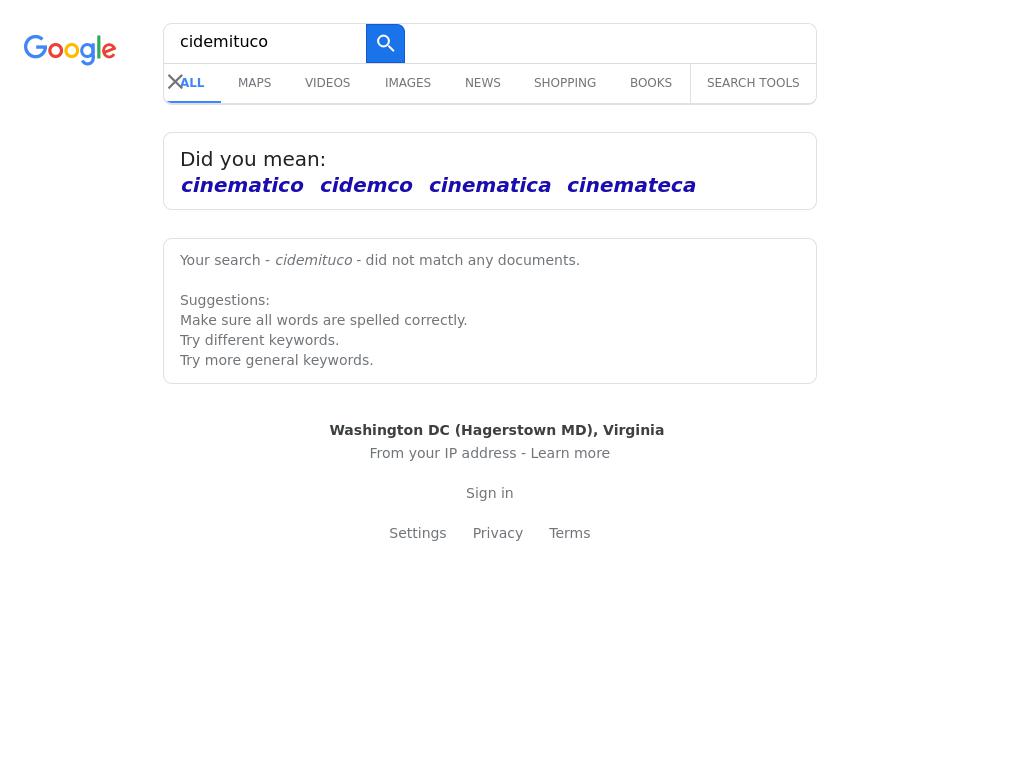 Google
cidemituco
ALL MAPS VIDEOS IMAGES NEWS SHOPPING BOOKS SEARCH TOOLS
Did you mean:
cinematico cidemco cinematica cinemateca
Your search - cidemituco - did not match any documents.
Suggestions:
Make sure all words are spelled correctly.
Try different keywords.
Try more general keywords.
Washington DC (Hagerstown MD), Virginia
From your IP address - Learn more
Sign in
Settings Privacy Terms